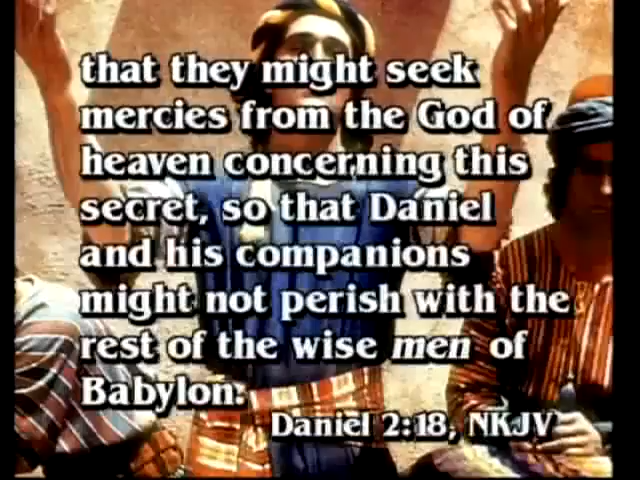 that they might seek
mercies from the God of
heaven concerning this
secret, so that Daniel
and his companions
might not perish with the
rest of the wise men of
Babylon.
Daniel 2:18, NKJV